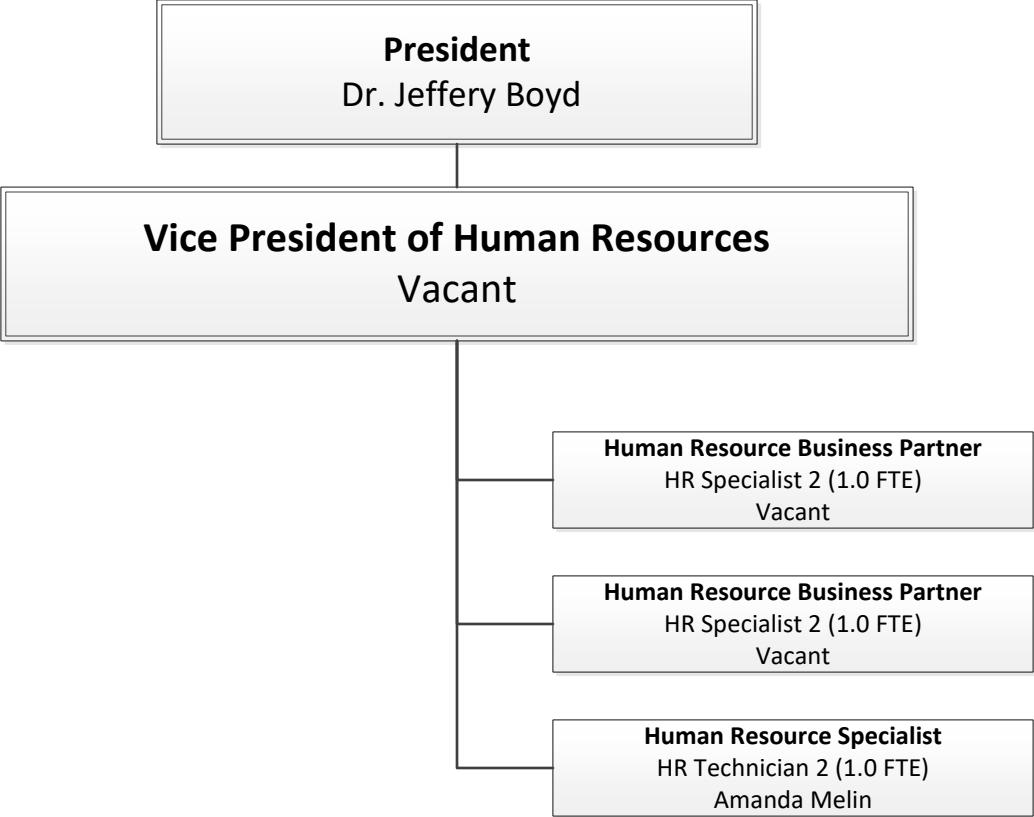 President
Dr. Jeffery Boyd
Vice President of Human Resources
Vacant
Human Resource Business Partner
HR Specialist 2 (1.0 FTE)
Vacant
Human Resource Business Partner
HR Specialist 2 (1.0 FTE)
Vacant
Human Resource Specialist
HR Technician 2 (1.0 FTE)
Amanda Melin